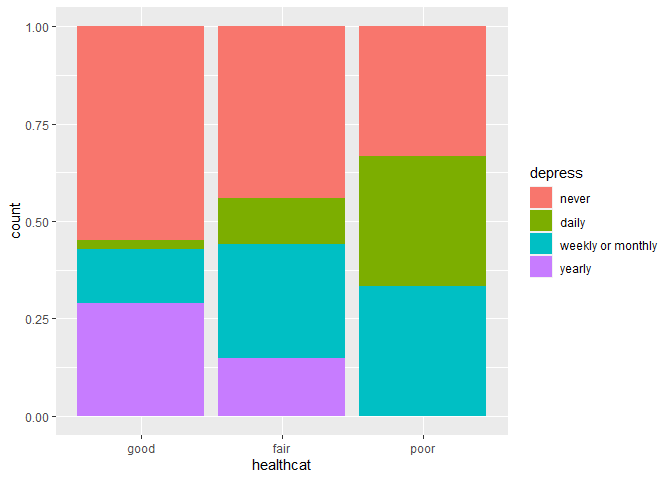 1.00
0.75
0.50
0.25
0.00
count
good fair poor
healthcat
depress
never
daily
weekly or monthly
yearly